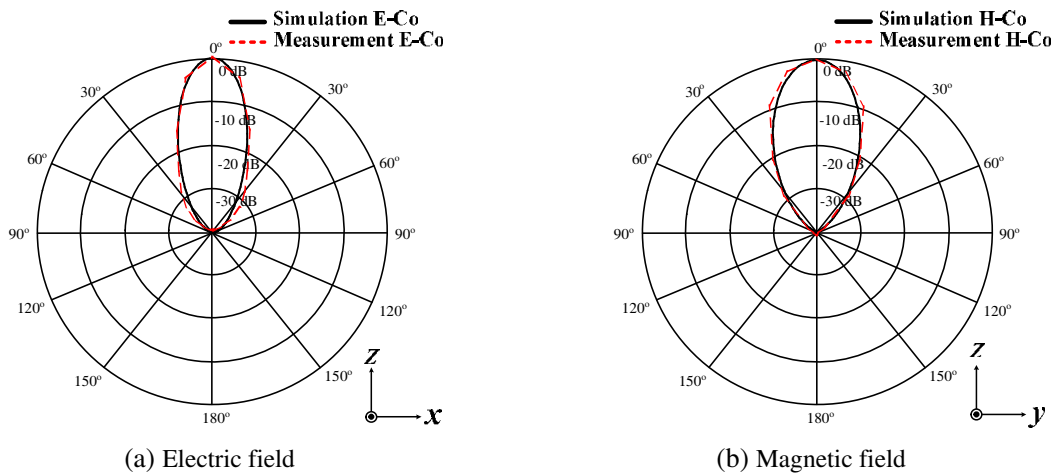 Simulation E-Co
Measurement E-Co
0°
0 dB
30°
30°
-10 dB
60°
60°
-20 dB
-30 dB
90°
90°
120°
120°
150°
150°
180°
z
x
(a) Electric field
Simulation H-Co
Measurement H-Co
0°
0 dB
30°
30°
-10 dB
60°
60°
-20 dB
-30 dB
90°
90°
120°
120°
150°
150°
180°
z
y
(b) Magnetic field